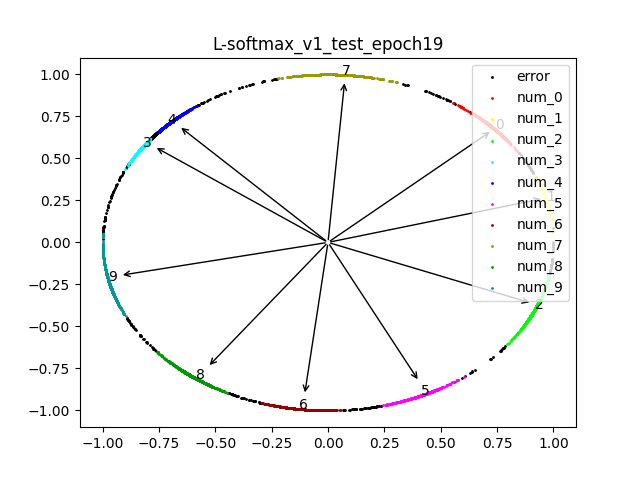 L-softmax_v1_test_epoch19
1.00
0.75
0.50
0.25
0.00
−0.25
−0.50
−0.75
−1.00
−1.00 −0.75 −0.50 −0.25 0.00 0.25 0.50 0.75 1.00
7
4
3
0
1
9
2
8
6
5
error
num_0
num_1
num_2
num_3
num_4
num_5
num_6
num_7
num_8
num_9